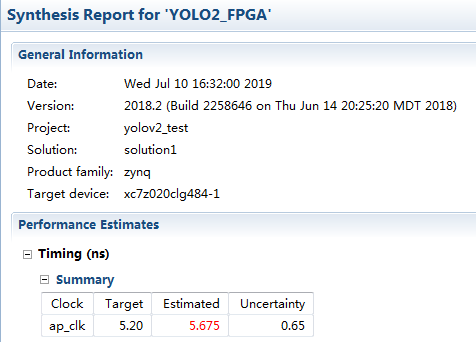 Synthesis Report for 'YOLO2_FPGA'
General Information
Date: Wed Jul 10 16:32:00 2019
Version: 2018.2 (Build 2258646 on Thu Jun 14 20:25:20 MDT 2018)
Project: yolov2_test
Solution: solution1
Product family: zynq
Target device: xc7z020clg484-1
Performance Estimates
Timing (ns)
Summary
Clock Target Estimated Uncertainty
ap_clk 5.20 5.675 0.65